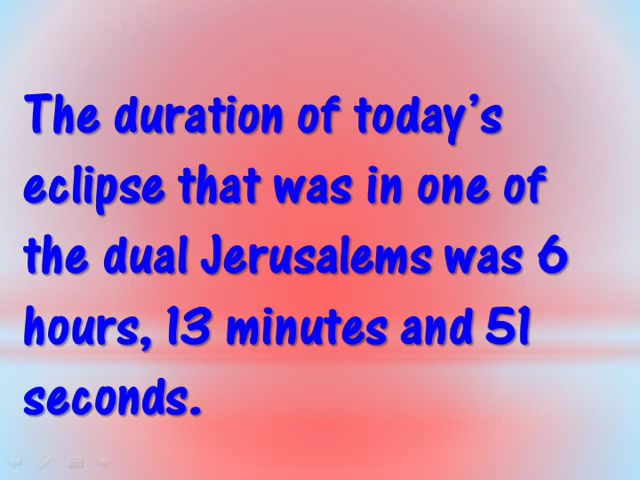 The duration of today’s
eclipse that was in one of
the dual Jerusalems was 6
hours, 13 minutes and 51
seconds.